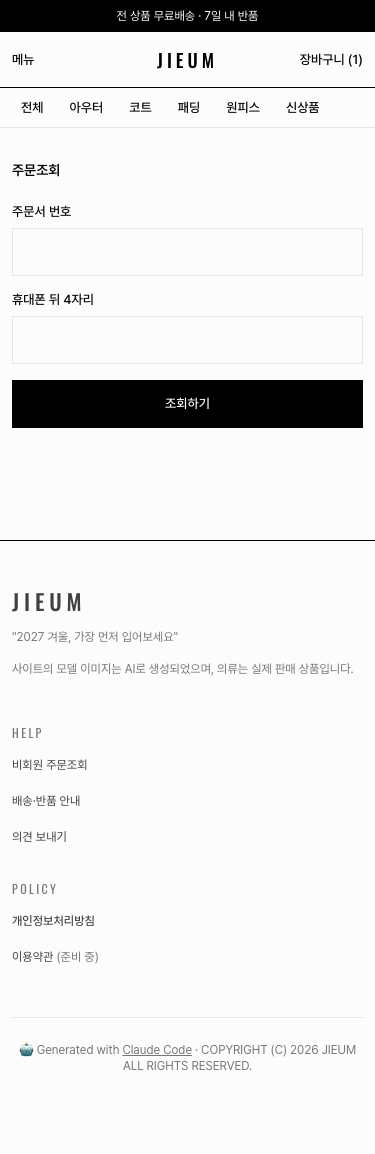 전 상품 무료배송 · 7일 내 반품
메뉴
JIEUM
장바구니 (1)
전체 아우터 코트 패딩 원피스 신상품
주문조회
주문서 번호
휴대폰 뒤 4자리
조회하기
JIEUM
"2027 겨울, 가장 먼저 입어보세요"
사이트의 모델 이미지는 AI로 생성되었으며, 의류는 실제 판매 상품입니다.
HELP
비회원 주문조회
배송·반품 안내
의견 보내기
POLICY
개인정보처리방침
이용약관 (준비 중)
🤖 Generated with Claude Code · COPYRIGHT (C) 2026 JIEUM
ALL RIGHTS RESERVED.